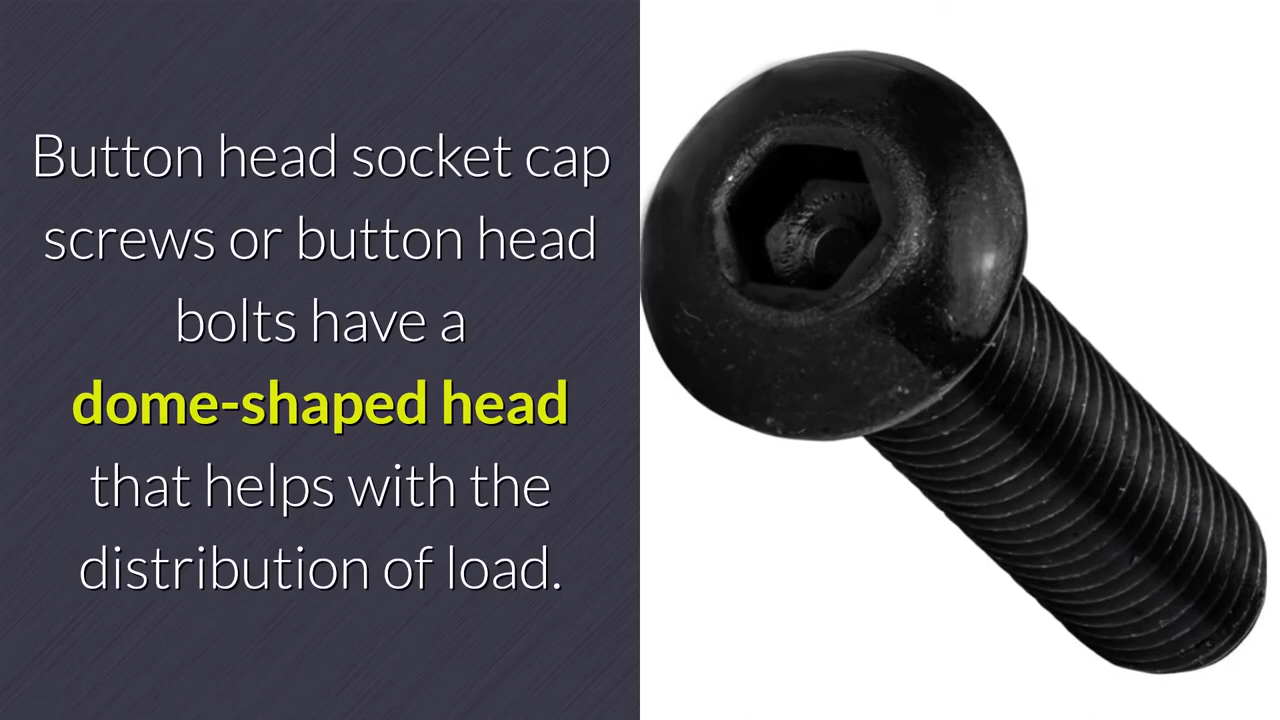 Button head socket cap
screws or button head
bolts have a
dome-shaped head
that helps with the
distribution of load.